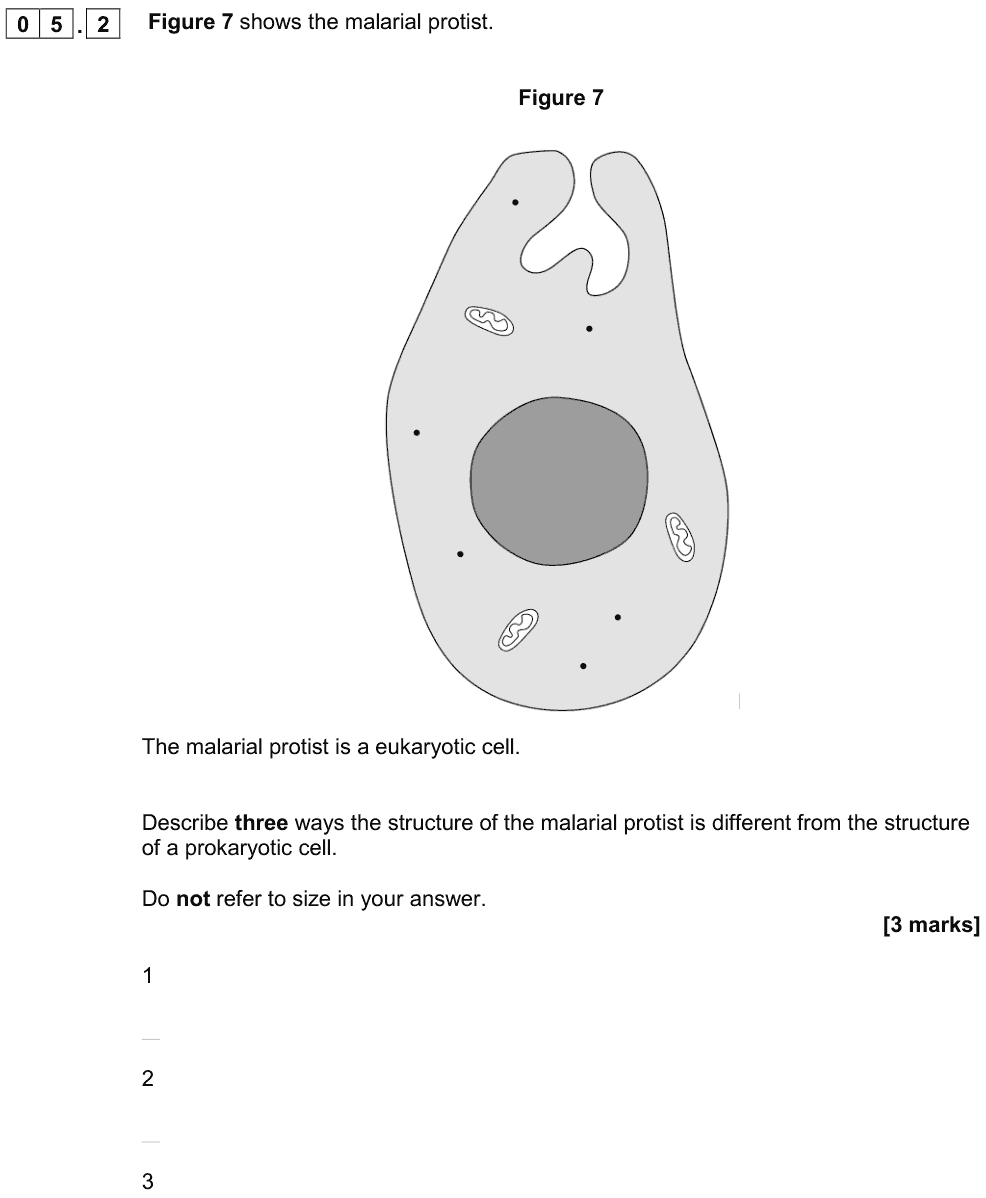 0 5 . 2 Figure 7 shows the malarial protist.
Figure 7
The malarial protist is a eukaryotic cell.
Describe three ways the structure of the malarial protist is different from the structure
of a prokaryotic cell.
Do not refer to size in your answer.
[3 marks]
1
2
3